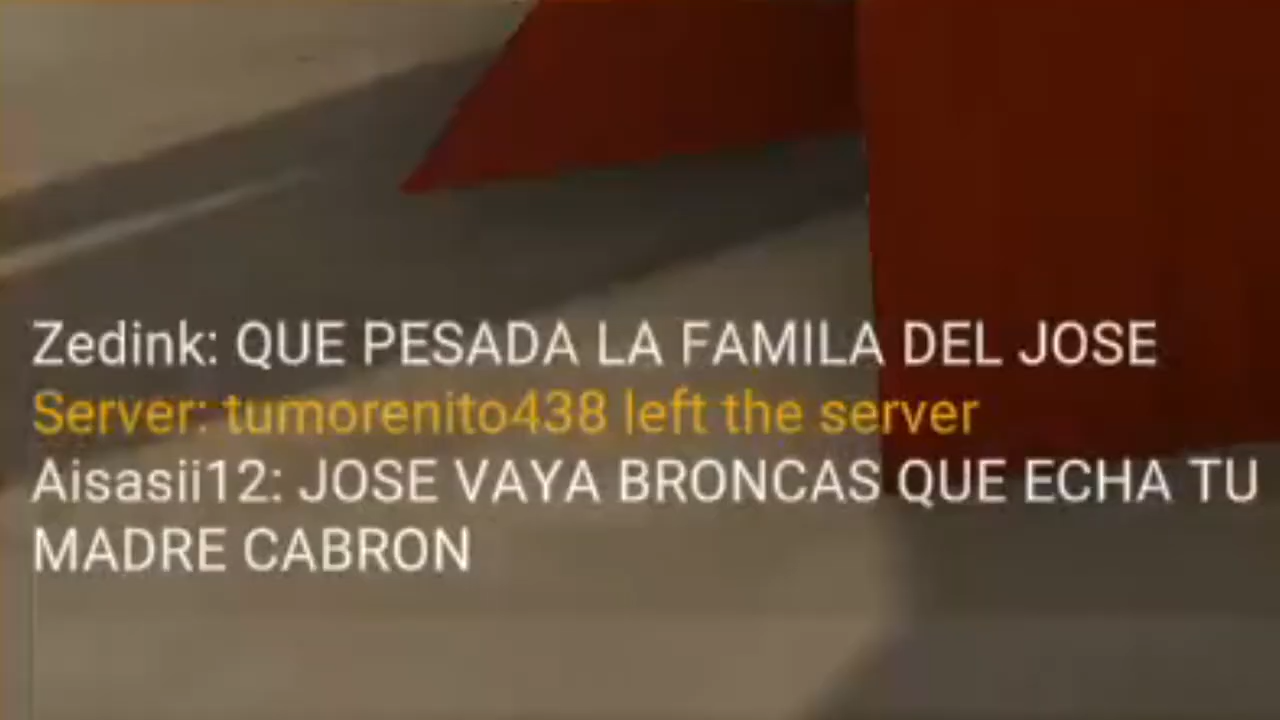 Zedink: QUE PESADA LA FAMILA DEL JOSE
Server: tumorenito438 left the server
Aisasii12: JOSE VAYA BRONCAS QUE ECHA TU
MADRE CABRON